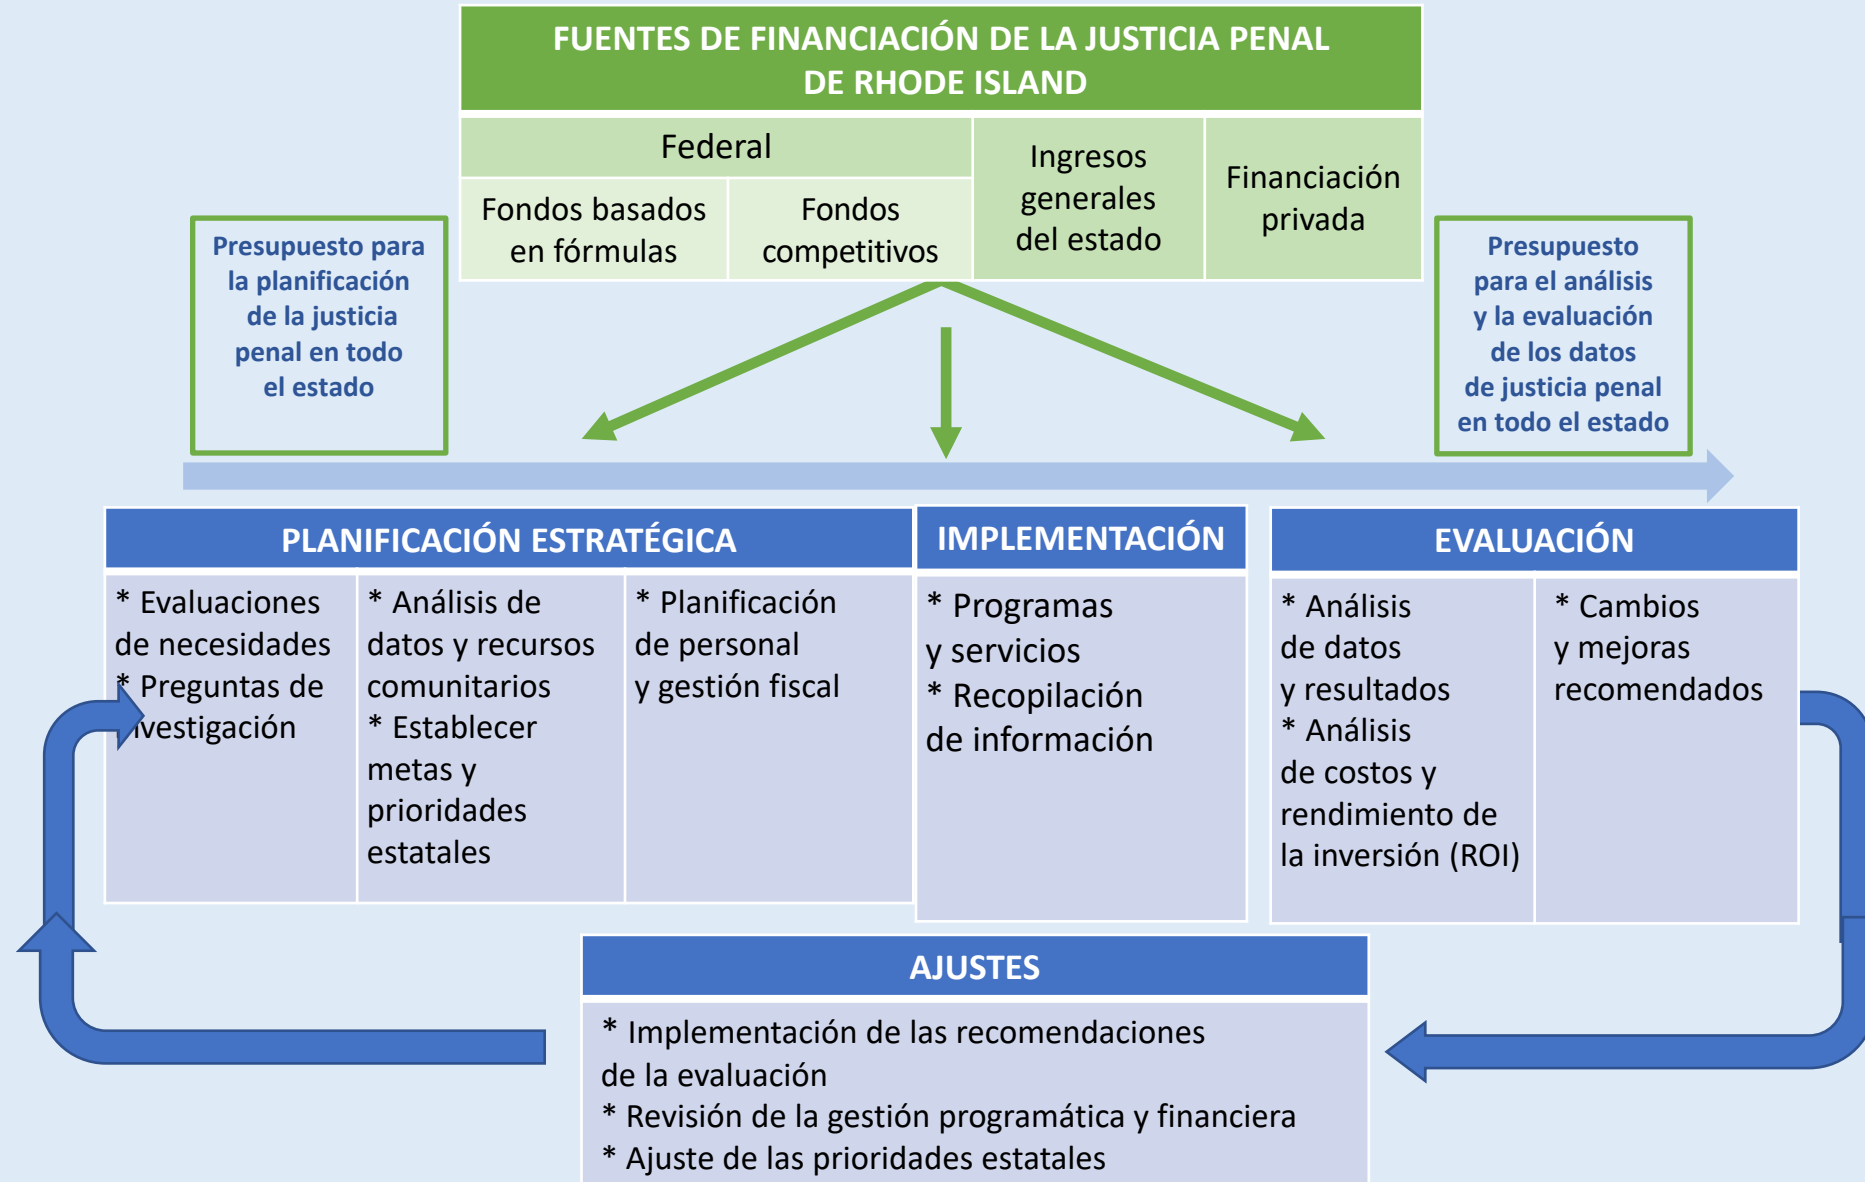 FUENTES DE FINANCIACIÓN DE LA JUSTICIA PENAL
DE RHODE ISLAND
Federal
Fondos basados
en fórmulas
Fondos
competitivos
Ingresos
generales
del estado
Financiación
privada
Presupuesto para
la planificación
de la justicia
penal en todo
el estado
Presupuesto
para el análisis
y la evaluación
de los datos
de justicia penal
en todo el estado
PLANIFICACIÓN ESTRATÉGICA
* Evaluaciones
de necesidades
* Preguntas de
investigación
* Análisis de
datos y recursos
comunitarios
* Establecer
metas y
prioridades
estatales
* Planificación
de personal
y gestión fiscal
IMPLEMENTACIÓN
* Programas
y servicios
* Recopilación
de información
EVALUACIÓN
* Análisis
de datos
y resultados
* Análisis
de costos y
rendimiento de
la inversión (ROI)
* Cambios
y mejoras
recomendados
AJUSTES
* Implementación de las recomendaciones
de la evaluación
* Revisión de la gestión programática y financiera
* Ajuste de las prioridades estatales